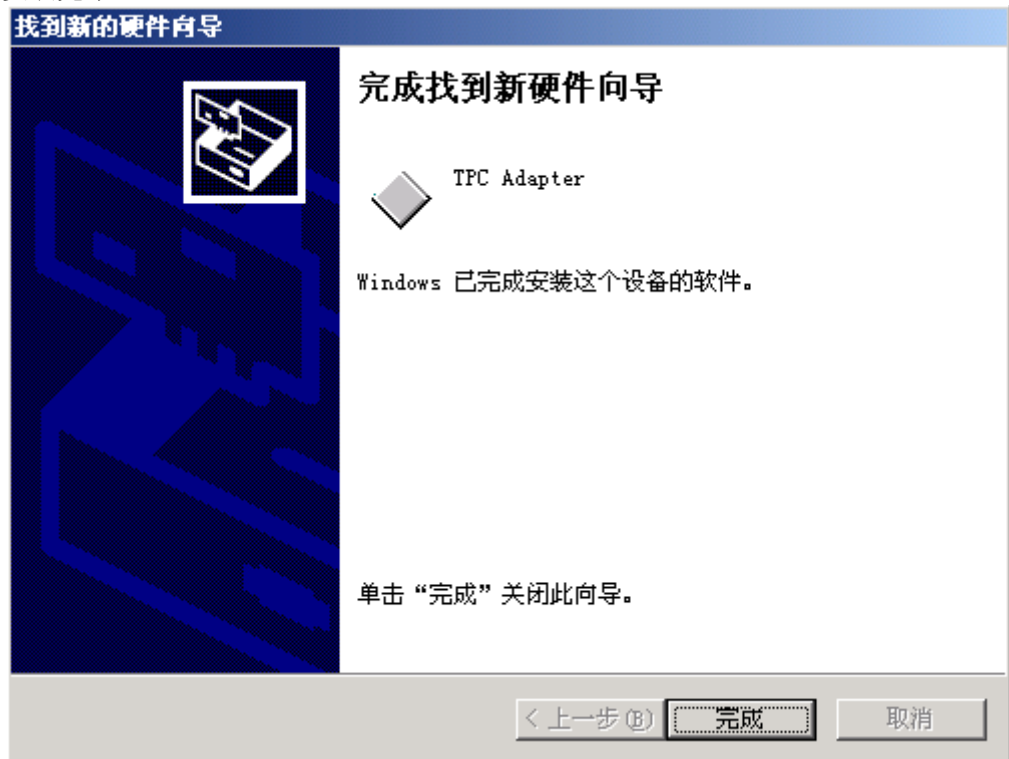 找到新的硬件向导
完成找到新硬件向导
TPC Adapter
Windows 已完成安装这个设备的软件。
单击“完成”关闭此向导。
< 上一步(B)
完成
取消